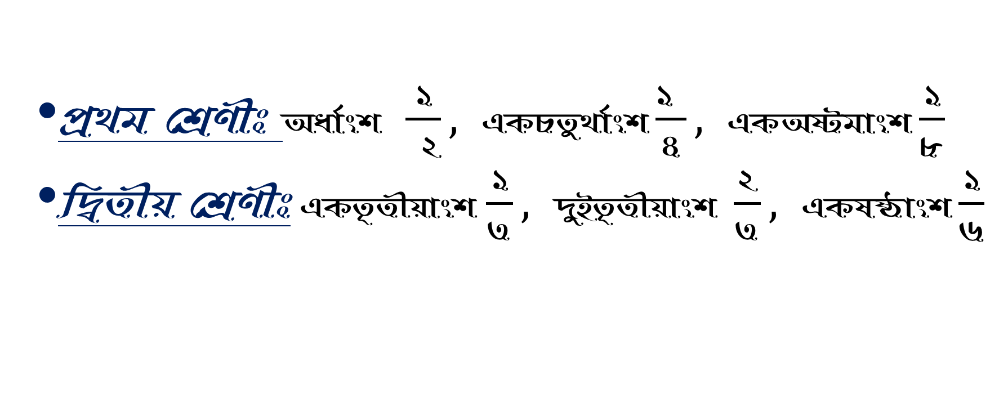 • প্রথম শ্রেণীঃ অর্ধাংশ ১/২ , একচতুর্থাংশ ১/৪ , একঅষ্টমাংশ ১/৮
• দ্বিতীয় শ্রেণীঃ একতৃতীয়াংশ ১/৩ , দুইতৃতীয়াংশ ২/৩ , একষষ্ঠাংশ ১/৬